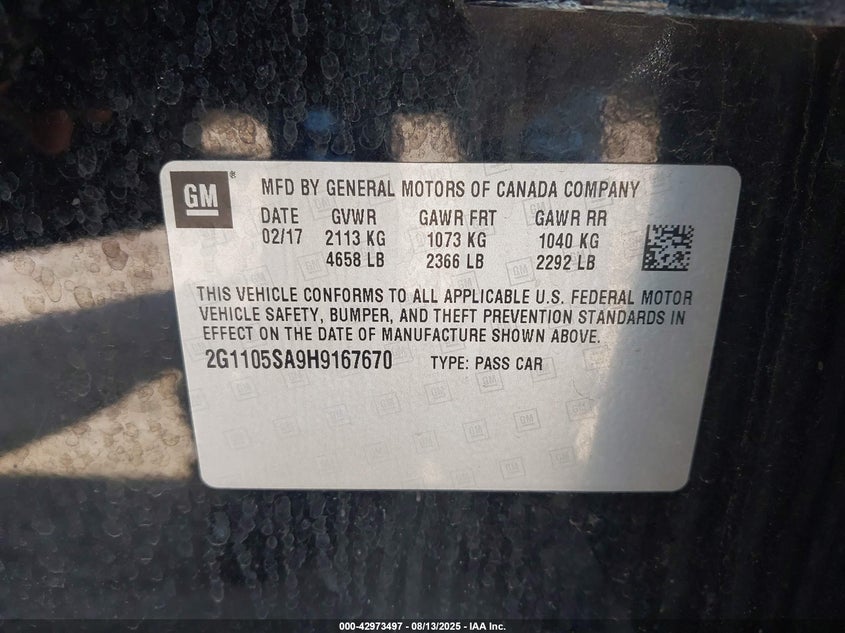 GM
MFD BY GENERAL MOTORS OF CANADA COMPANY
DATE GVWR GAWR FRT GAWR RR
02/17 2113 KG 1073 KG 1040 KG
4658 LB 2366 LB 2292 LB
THIS VEHICLE CONFORMS TO ALL APPLICABLE U.S. FEDERAL MOTOR
VEHICLE SAFETY, BUMPER, AND THEFT PREVENTION STANDARDS IN
EFFECT ON THE DATE OF MANUFACTURE SHOWN ABOVE.
2G1105SA9H9167670 TYPE: PASS CAR
000-42973497 - 08/13/2025 - IAA Inc.